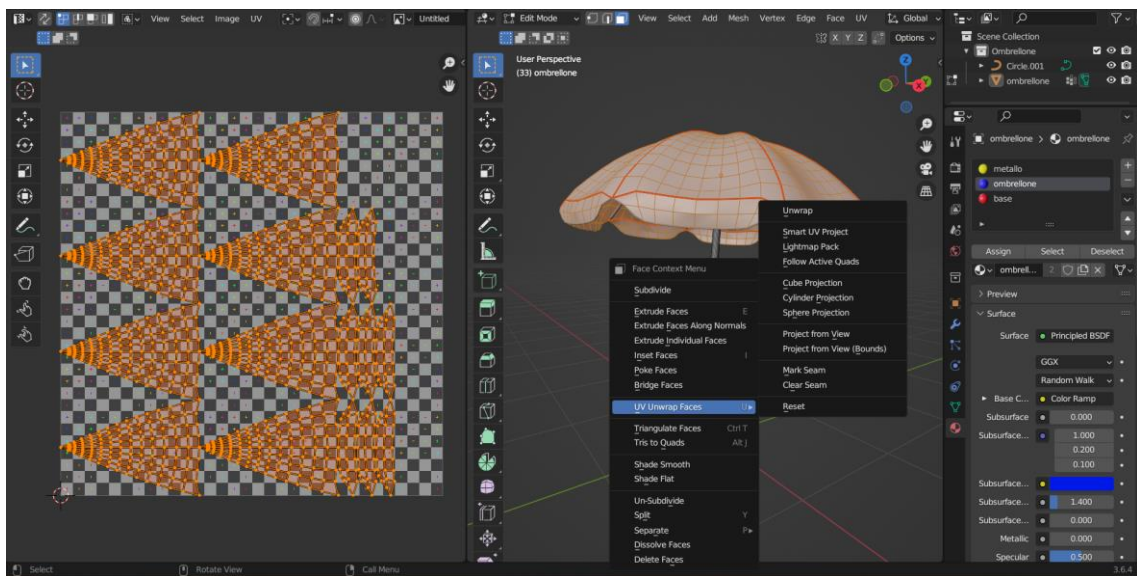 View Select Image UV
Untitled
Edit Mode
View Select Add Mesh Vertex Edge Face UV
Global
X Y Z
Options
User Perspective
(33) ombrellone
Z
X
Y
Face Context Menu
Subdivide
Extrude Faces E
Extrude Faces Along Normals
Extrude Individual Faces
Inset Faces I
Poke Faces
Bridge Faces
UV Unwrap Faces U
Triangulate Faces Ctrl T
Tris to Quads Alt J
Shade Smooth
Shade Flat
Un-Subdivide
Split Y
Separate P
Dissolve Faces
Delete Faces
Unwrap
Smart UV Project
Lightmap Pack
Follow Active Quads
Cube Projection
Cylinder Projection
Sphere Projection
Project from View
Project from View (Bounds)
Mark Seam
Clear Seam
Reset
Scene Collection
Ombrellone
Circle.001
ombrellone
ombrellone > ombrellone
metallo
ombrellone
base
Assign Select Deselect
ombrell... 2
Preview
Surface
Surface Principled BSDF
GGX
Random Walk
Base C... Color Ramp
Subsurface 0.000
Subsurface... 1.000
0.200
0.100
Subsurface...
Subsurface... 1.400
Subsurface... 0.000
Metallic 0.000
Specular 0.500
Select Rotate View Call Menu 3.6.4